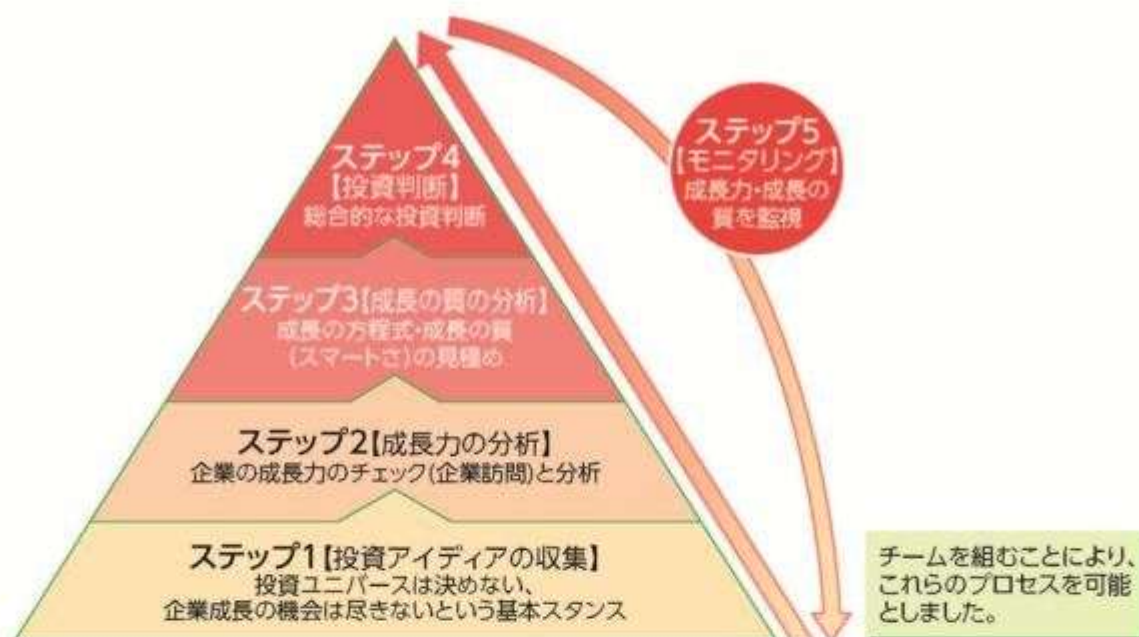 ステップ4
【投資判断】
総合的な投資判断
ステップ5
【モニタリング】
成長力・成長の
質を監視
ステップ3【成長の質の分析】
成長の方程式・成長の質
(スマートさ)の見極め
ステップ2【成長力の分析】
企業の成長力のチェック(企業訪問)と分析
ステップ1【投資アイディアの収集】
投資ユニバースは決めない、
企業成長の機会は尽きないという基本スタンス
チームを組むことにより、
これらのプロセスを可能
としました。